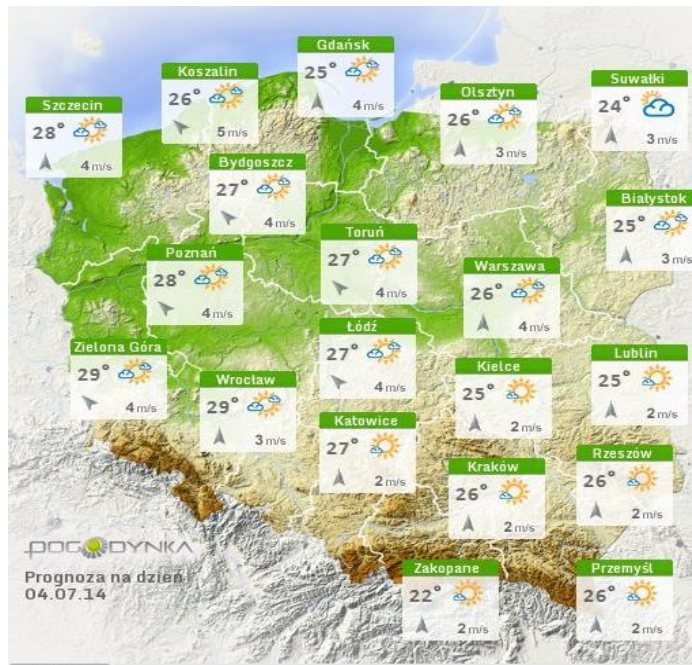 Gdańsk
25°
4 m/s
Koszalin
26°
5 m/s
Szczecin
28°
4 m/s
Olsztyn
26°
3 m/s
Suwałki
24°
3 m/s
Bydgoszcz
27°
4 m/s
Białystok
25°
3 m/s
Toruń
27°
4 m/s
Poznań
28°
4 m/s
Warszawa
26°
4 m/s
Łódź
27°
4 m/s
Zielona Góra
29°
4 m/s
Wrocław
29°
3 m/s
Kielce
25°
2 m/s
Lublin
25°
2 m/s
Katowice
27°
2 m/s
Kraków
26°
2 m/s
Rzeszów
26°
2 m/s
POGODYNKA
Prognoza na dzień
04.07.14
Zakopane
22°
2 m/s
Przemyśl
26°
2 m/s